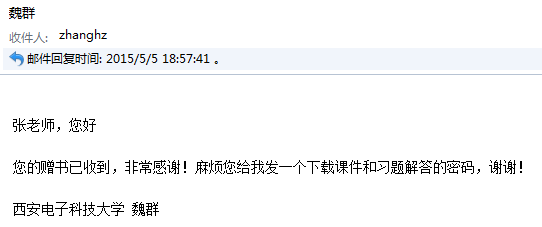 魏群
收件人: zhanghz
邮件回复时间: 2015/5/5 18:57:41 。
张老师，您好
您的赠书已收到，非常感谢！麻烦您给我发一个下载课件和习题解答的密码，谢谢！
西安电子科技大学 魏群